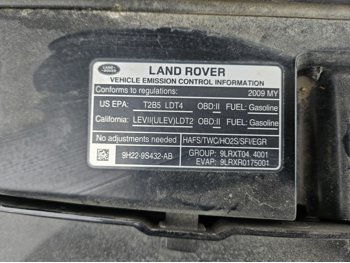 LAND ROVER
LAND ROVER
VEHICLE EMISSION CONTROL INFORMATION
Conforms to regulations: 2009 MY
US EPA: T2B5 LDT4 OBD:II FUEL: Gasoline
California: LEVII(ULEV)LDT2 OBD:II FUEL: Gasoline
No adjustments needed HAFS/TWC/HO2S/SFI/EGR
9H22-9S432-AB GROUP: 9LRXT04.4001
EVAP: 9LRXR0175001